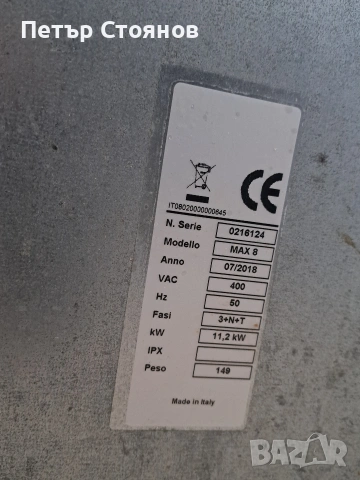 Петър Стоянов
CE
IT08020000000645
N. Serie 0216124
Modello MAX 8
Anno 07/2018
VAC 400
Hz 50
Fasi 3+N+T
kW 11,2 kW
IPX
Peso 149
Made in Italy
BAZAR